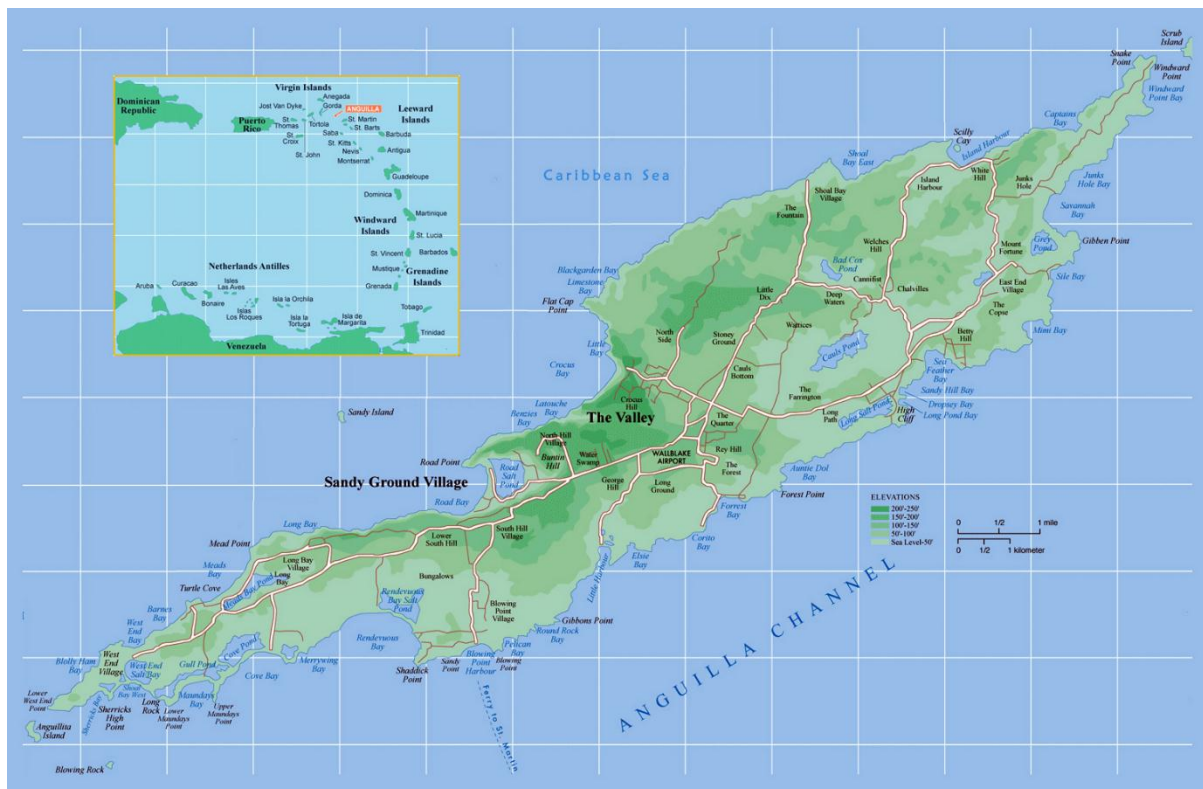 Virgin Islands
Dominican
Republic
Anegada
Jost Van Dyke
Gorda
ANGUILLA
Leeward
Islands
Puerto
Rico
St.
Thomas
Tortola
St. Martin
St. Barts
Saba
Barbuda
St.
Croix
St. Kitts
St. John
Nevis
Antigua
Montserrat
Guadeloupe
Dominica
Martinique
Windward
Islands
St. Lucia
St. Vincent
Barbados
Mustique
Grenadine
Islands
Grenada
Netherlands Antilles
Aruba
Curacao
Isles
Las Aves
Bonaire
Islas
Los Roques
Isla la Orchila
Isla la
Tortuga
Isla de
Margarita
Tobago
Trinidad
Venezuela
Scrub
Island
Snake
Point
Windward
Point
Windward
Point Bay
Captains
Bay
Scilly
Cay
Island Harbour
Shoal
Bay East
Caribbean Sea
White
Hill
Island
Harbour
Junks
Hole
Junks
Hole Bay
Shoal Bay
Village
The
Fountain
Savannah
Bay
Grey
Pond
Gibben Point
Welches
Hill
Mount
Fortune
Bad Cox
Pond
Cannifist
Sile Bay
Blackgarden Bay
Limestone
Bay
Flat Cap
Point
Little
Dix
Deep
Waters
Chalvilles
East End
Village
The
Copse
North
Side
Stoney
Ground
Wattices
Mimi Bay
Betty
Hill
Little
Bay
Cauls Pond
Crocus
Bay
Cauls
Bottom
Sea
Feather
Bay
Sandy Hill Bay
Dropsey Bay
Long Pond Bay
The
Farrington
Crocus
Hill
Latouche
Bay
Benzies
Bay
Sandy Island
The Valley
The
Quarter
Long
Path
Long Salt Pond
High
Cliff
North Hill
Village
Buntin
Hill
Water
Swamp
WALLBLAKE
AIRPORT
Rey Hill
The
Forest
Road Point
Road
Salt
Pond
Sandy Ground Village
George
Hill
Long
Ground
Auntie Dol
Bay
Forest Point
Road Bay
Forrest
Bay
ELEVATIONS
200'-250'
150'-200'
100'-150'
50'-100'
Sea Level-50'
0 1/2 1 mile
0 1/2 1 kilometer
Long Bay
South Hill
Village
Lower
South Hill
Corito
Bay
Mead Point
Long Bay
Village
Long
Bay
Elsie
Bay
Little Harbour
Meads
Bay
Meads Bay Pond
Bungalows
Turtle Cove
Rendevuous
Bay Salt
Pond
Blowing
Point
Village
Gibbons Point
Barnes
Bay
West
End
Bay
Rendevuous
Bay
Round Rock
Bay
Pelican
Bay
Blowing
Point
Blowing
Point
Harbour
Sandy
Point
Shaddick
Point
Cove Pond
Gull Pond
Merrywing
Bay
Cove Bay
Blolly Ham
Bay
West
End
Village
West End
Salt Bay
Shoal
Bay West
Maundays
Bay
Long
Rock
Lower
Maundays
Point
Upper
Maundays
Point
Sherricks Bay
Sherricks
High
Point
Lower
West End
Point
Anguillita
Island
Blowing Rock
Ferry to St. Martin
ANGUILLA CHANNEL